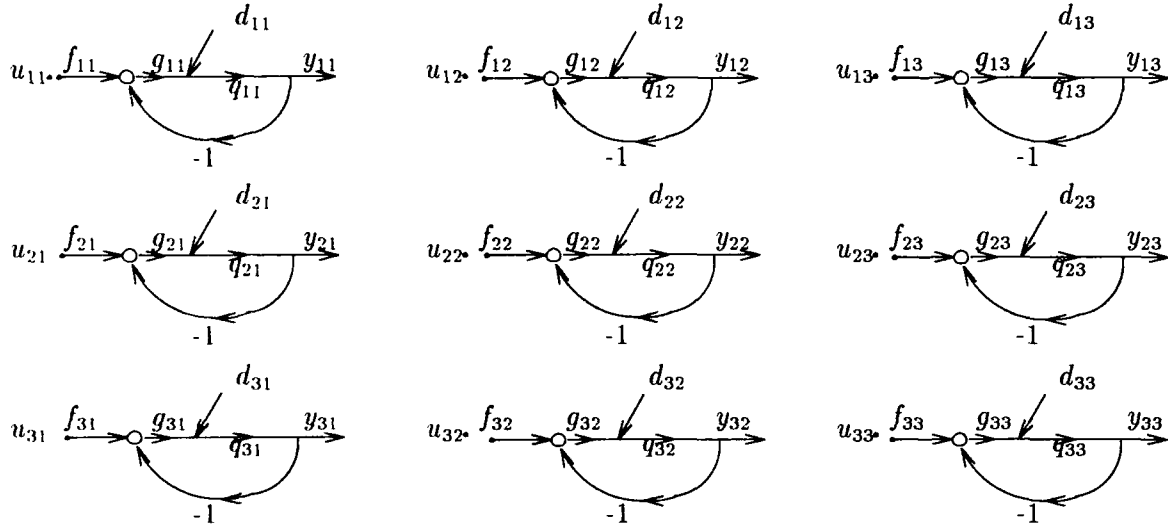 d₁₁ d₁₂ d₁₃
u₁₁ f₁₁ g₁₁ q₁₁ y₁₁ u₁₂ f₁₂ g₁₂ q₁₂ y₁₂ u₁₃ f₁₃ g₁₃ q₁₃ y₁₃
-1 -1 -1
d₂₁ d₂₂ d₂₃
u₂₁ f₂₁ g₂₁ q₂₁ y₂₁ u₂₂ f₂₂ g₂₂ q₂₂ y₂₂ u₂₃ f₂₃ g₂₃ q₂₃ y₂₃
-1 -1 -1
d₃₁ d₃₂ d₃₃
u₃₁ f₃₁ g₃₁ q₃₁ y₃₁ u₃₂ f₃₂ g₃₂ q₃₂ y₃₂ u₃₃ f₃₃ g₃₃ q₃₃ y₃₃
-1 -1 -1